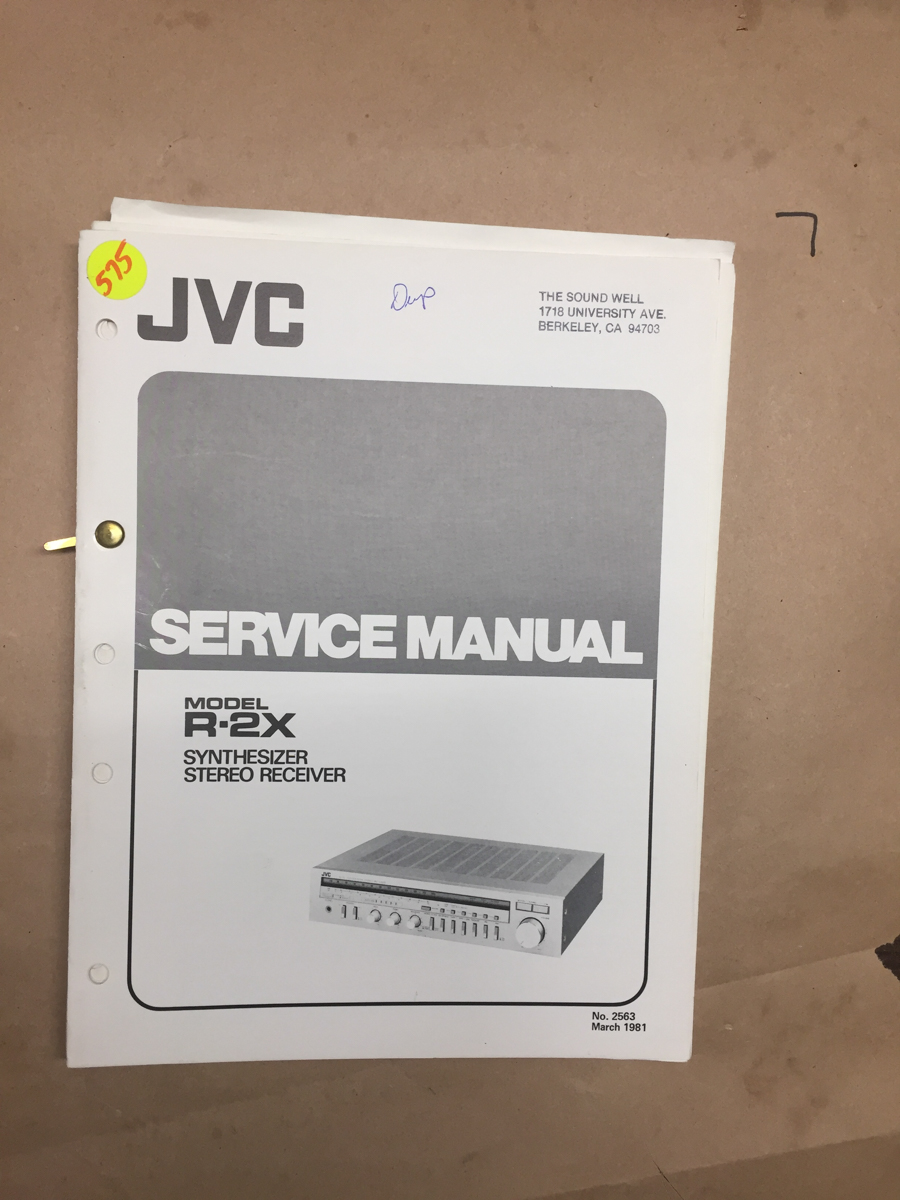 575
JVC
Dup
THE SOUND WELL
1718 UNIVERSITY AVE.
BERKELEY, CA 94703
SERVICE MANUAL
MODEL
R-2X
SYNTHESIZER
STEREO RECEIVER
JVC
No. 2563
March 1981